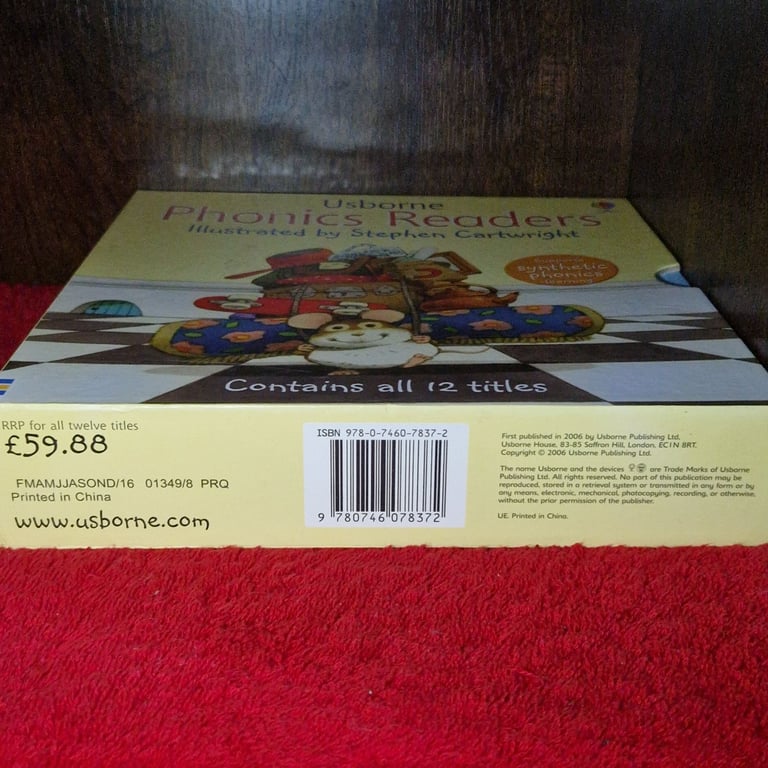 Usborne
Phonics Readers
Illustrated by Stephen Cartwright
Supports
synthetic
phonics
learning
Contains all 12 titles
RRP for all twelve titles
£59.88
FMAMJJASOND/16 01349/8 PRQ
Printed in China
www.usborne.com
ISBN 978-0-7460-7837-2
9 780746 078372
First published in 2006 by Usborne Publishing Ltd,
Usborne House, 83-85 Saffron Hill, London, EC1N 8RT.
Copyright © 2006 Usborne Publishing Ltd.
The name Usborne and the devices are Trade Marks of Usborne
Publishing Ltd. All rights reserved. No part of this publication may be
reproduced, stored in a retrieval system or transmitted in any form or by
any means, electronic, mechanical, photocopying, recording, or otherwise,
without the prior permission of the publisher.
UE. Printed in China.